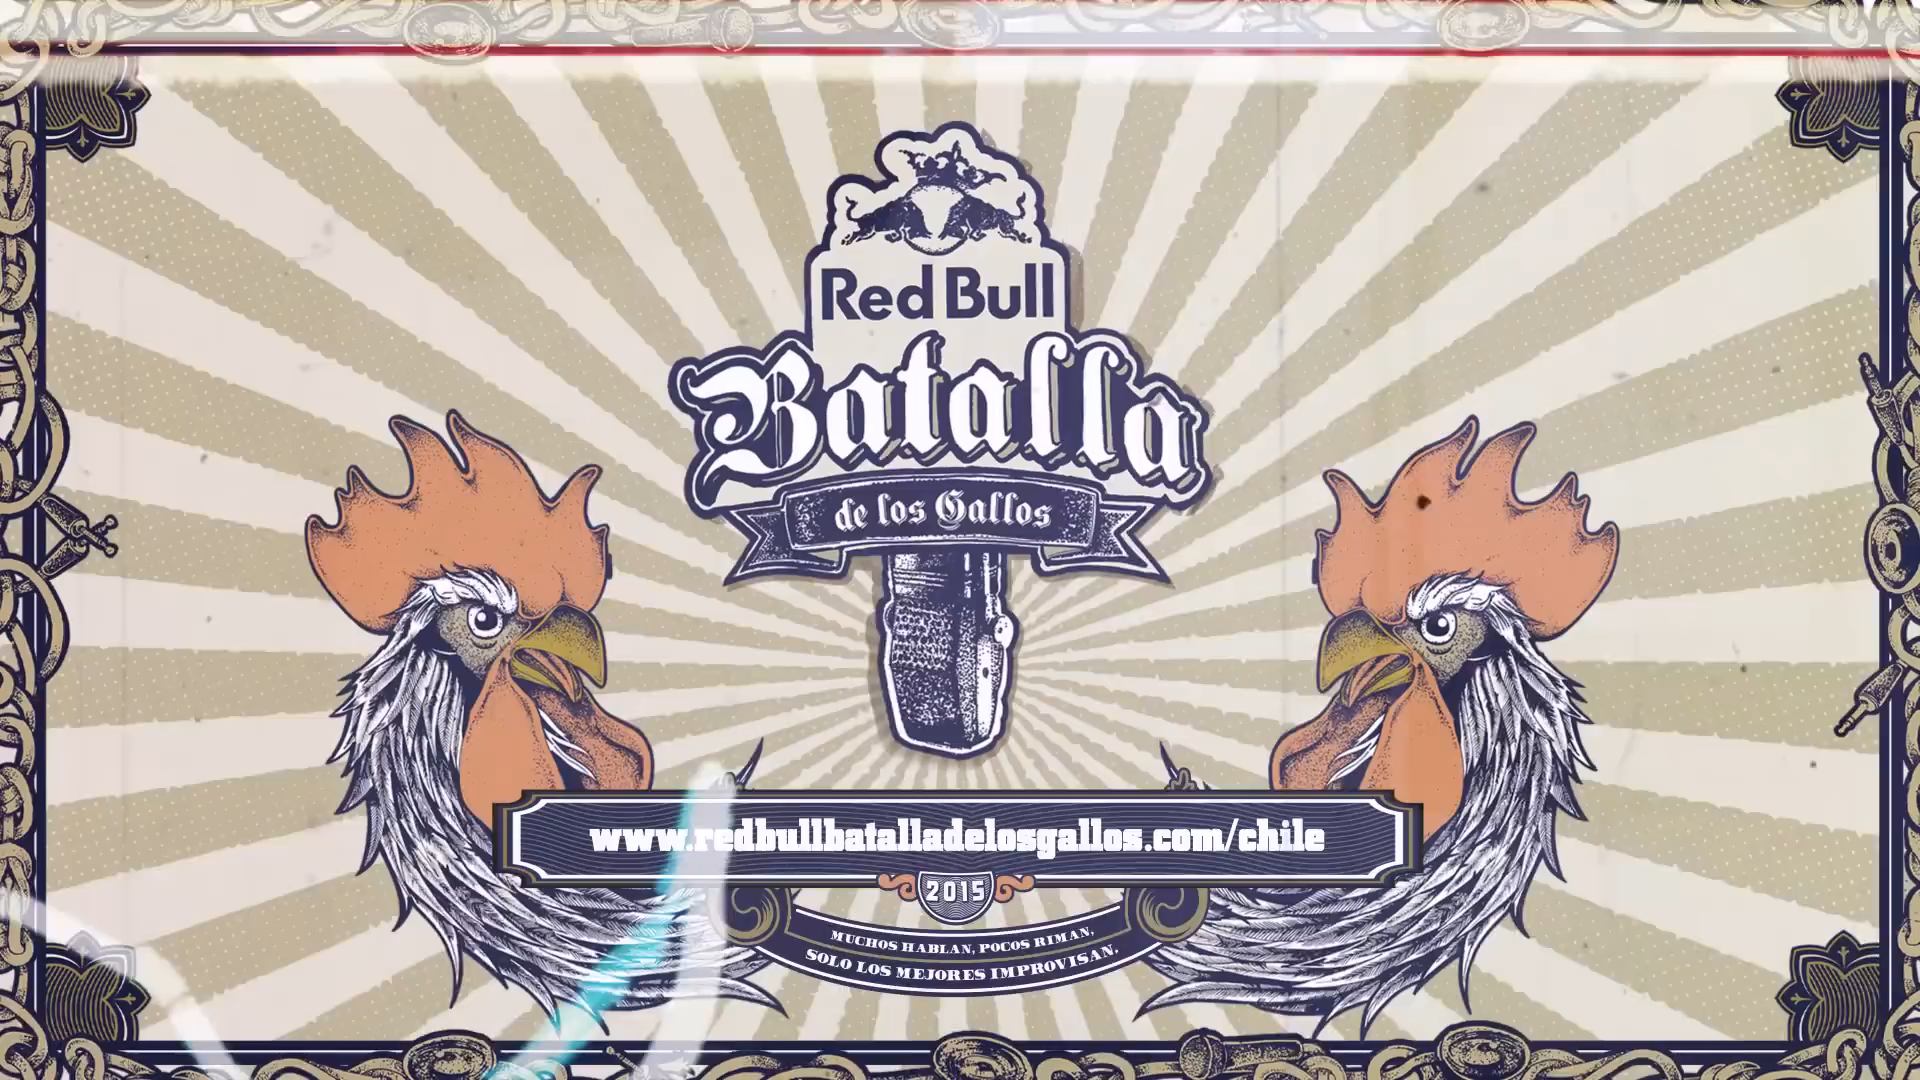 Red Bull
Batalla
de los Gallos
www.redbullbatalladelosgallos.com/chile
2015
MUCHOS HABLAN, POCOS RIMAN,
SOLO LOS MEJORES IMPROVISAN.